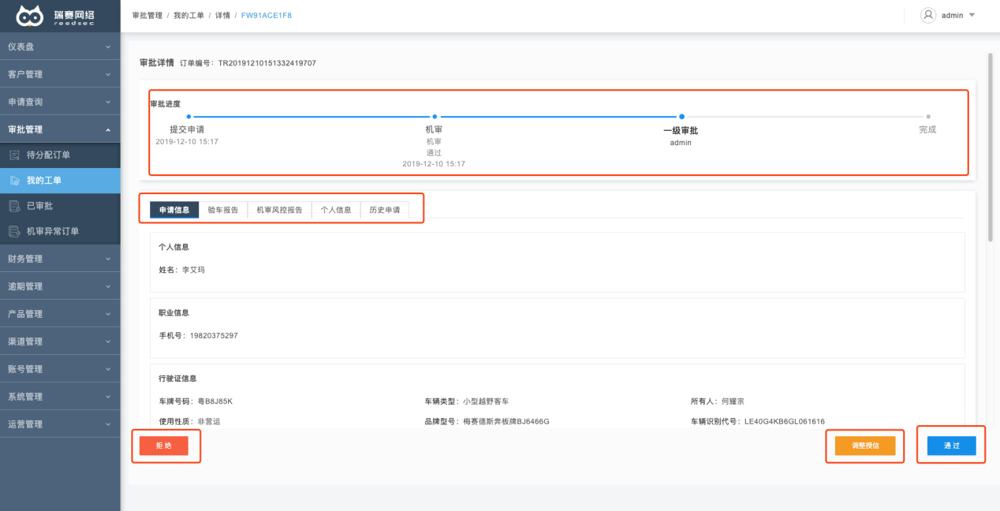 瑞赛网络
reedsec
审批管理 / 我的工单 / 详情 / FW91ACE1F8
admin
仪表盘
客户管理
申请查询
审批管理
待分配订单
我的工单
已审批
机审异常订单
财务管理
逾期管理
产品管理
渠道管理
账号管理
系统管理
运营管理
审批详情 订单编号: TR20191210151332419707
审批进度
提交申请
2019-12-10 15:17
机审
机审
通过
2019-12-10 15:17
一级审批
admin
完成
申请信息 验车报告 机审风控报告 个人信息 历史申请
个人信息
姓名: 李艾玛
职业信息
手机号: 19820375297
行驶证信息
车牌号码: 粤B8J85K 车辆类型: 小型越野客车 所有人: 何耀宗
使用性质: 非营运 品牌型号: 梅赛德斯奔板牌BJ6466G 车辆识别代号: LE40G4KB6GL061616
拒绝 调整授信 通过